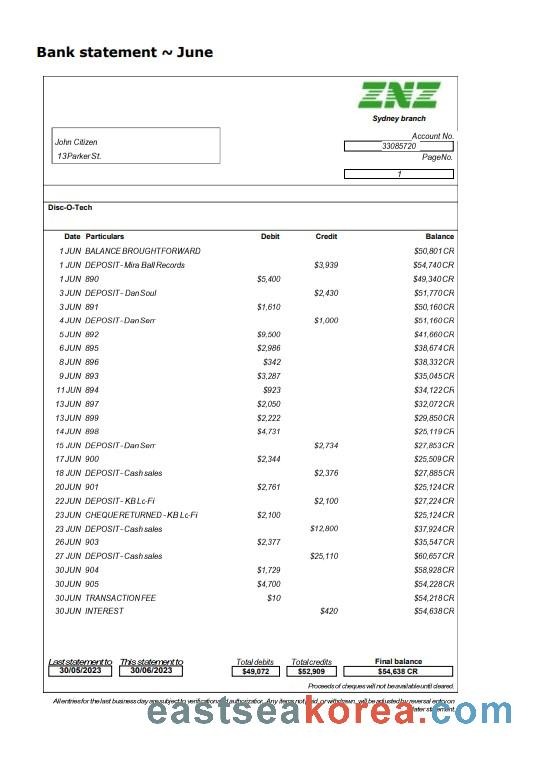 Bank statement ~ June
ZNZ
Sydney branch
Account No.
John Citizen
33085720
13 Parker St.
Page No.
1
Disc-O-Tech
Date Particulars Debit Credit Balance
1 JUN BALANCE BROUGHT FORWARD $50,801 CR
1 JUN DEPOSIT - Mira Ball Records $3,939 $54,740 CR
1 JUN 890 $5,400 $49,340 CR
3 JUN DEPOSIT - Dan Soul $2,430 $51,770 CR
3 JUN 891 $1,610 $50,160 CR
4 JUN DEPOSIT - Dan Serr $1,000 $51,160 CR
5 JUN 892 $9,500 $41,660 CR
6 JUN 895 $2,986 $38,674 CR
8 JUN 896 $342 $38,332 CR
9 JUN 893 $3,287 $35,045 CR
11 JUN 894 $923 $34,122 CR
13 JUN 897 $2,050 $32,072 CR
13 JUN 899 $2,222 $29,850 CR
14 JUN 898 $4,731 $25,119 CR
15 JUN DEPOSIT - Dan Serr $2,734 $27,853 CR
17 JUN 900 $2,344 $25,509 CR
18 JUN DEPOSIT - Cash sales $2,376 $27,885 CR
20 JUN 901 $2,761 $25,124 CR
22 JUN DEPOSIT - KB Lo-Fi $2,100 $27,224 CR
23 JUN CHEQUE RETURNED - KB Lo-Fi $2,100 $25,124 CR
23 JUN DEPOSIT - Cash sales $12,800 $37,924 CR
26 JUN 903 $2,377 $35,547 CR
27 JUN DEPOSIT - Cash sales $25,110 $60,657 CR
30 JUN 904 $1,729 $58,928 CR
30 JUN 905 $4,700 $54,228 CR
30 JUN TRANSACTION FEE $10 $54,218 CR
30 JUN INTEREST $420 $54,638 CR
Last statement to This statement to Total debits Total credits Final balance
30/05/2023 30/06/2023 $49,072 $52,909 $54,638 CR
Proceeds of cheques will not be available until cleared.
All entries for the last business day are subject to verification and authorization. Any items not paid, or withdrawn, will be adjusted by reversal entry on
later statement.
eastseakorea.com